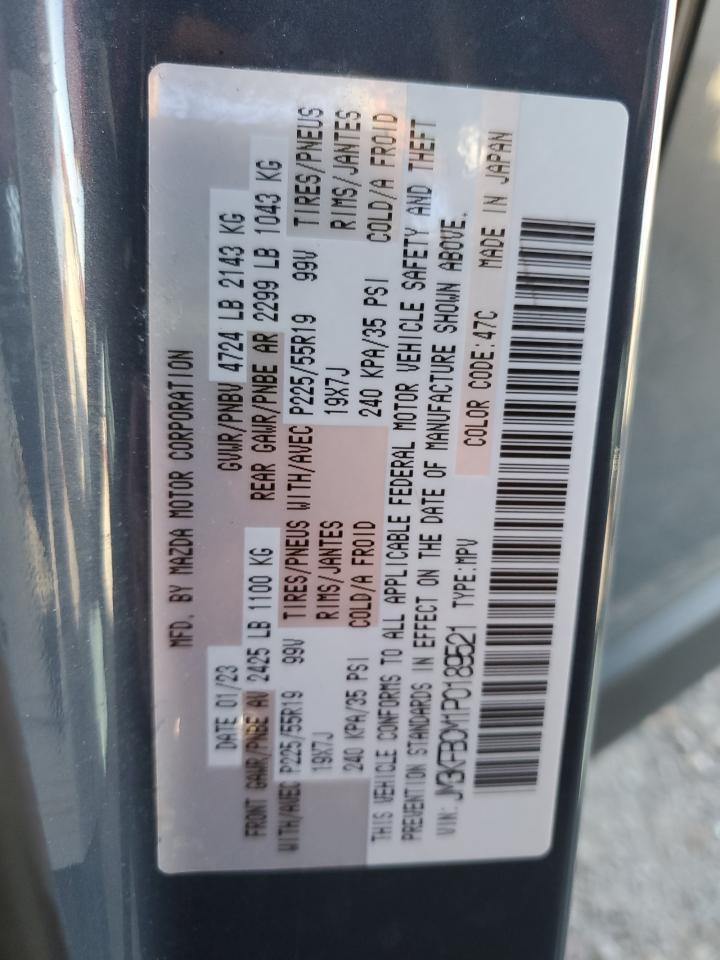 MFD. BY MAZDA MOTOR CORPORATION
DATE 01/23 GVWR/PNBV 4724 LB 2143 KG
FRONT GAWR/PNBE AV 2425 LB 1100 KG REAR GAWR/PNBE AR 2299 LB 1043 KG
WITH/AVEC P225/55R19 99V TIRES/PNEUS WITH/AVEC P225/55R19 99V TIRES/PNEUS
19X7J RIMS/JANTES 19X7J RIMS/JANTES
240 KPA/35 PSI COLD/A FROID 240 KPA/35 PSI COLD/A FROID
THIS VEHICLE CONFORMS TO ALL APPLICABLE FEDERAL MOTOR VEHICLE SAFETY AND THEFT
PREVENTION STANDARDS IN EFFECT ON THE DATE OF MANUFACTURE SHOWN ABOVE.
VIN: JM3KFBCM1P0189521 TYPE:MPV COLOR CODE:47C MADE IN JAPAN